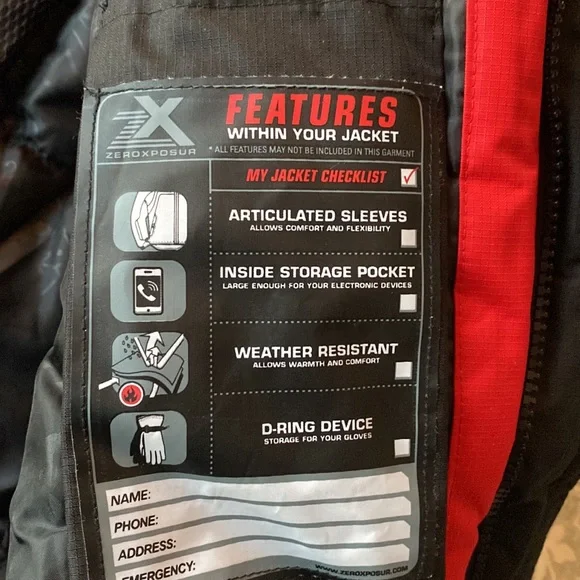 ZX
ZEROXPOSUR
FEATURES
WITHIN YOUR JACKET
* ALL FEATURES MAY NOT BE INCLUDED IN THIS GARMENT
MY JACKET CHECKLIST
ARTICULATED SLEEVES
ALLOWS COMFORT AND FLEXIBILITY
INSIDE STORAGE POCKET
LARGE ENOUGH FOR YOUR ELECTRONIC DEVICES
WEATHER RESISTANT
ALLOWS WARMTH AND COMFORT
D-RING DEVICE
STORAGE FOR YOUR GLOVES
NAME:
PHONE:
ADDRESS:
EMERGENCY:
WWW.ZEROXPOSUR.COM